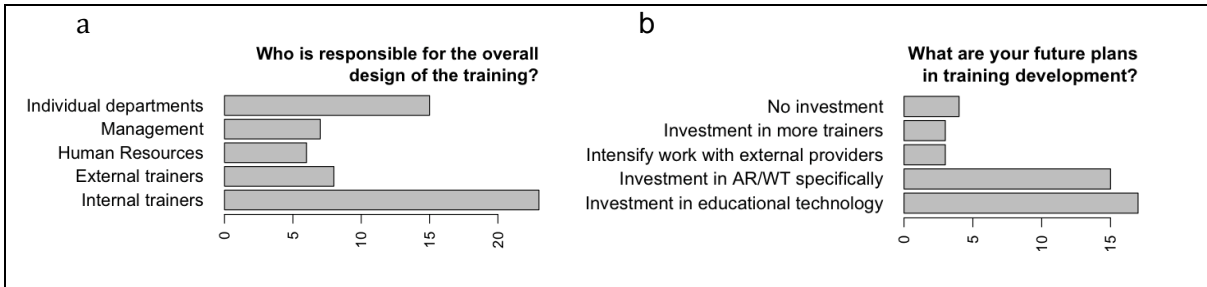 a
Who is responsible for the overall
design of the training?
Individual departments
Management
Human Resources
External trainers
Internal trainers
0
5
10
15
20
b
What are your future plans
in training development?
No investment
Investment in more trainers
Intensify work with external providers
Investment in AR/WT specifically
Investment in educational technology
0
5
10
15